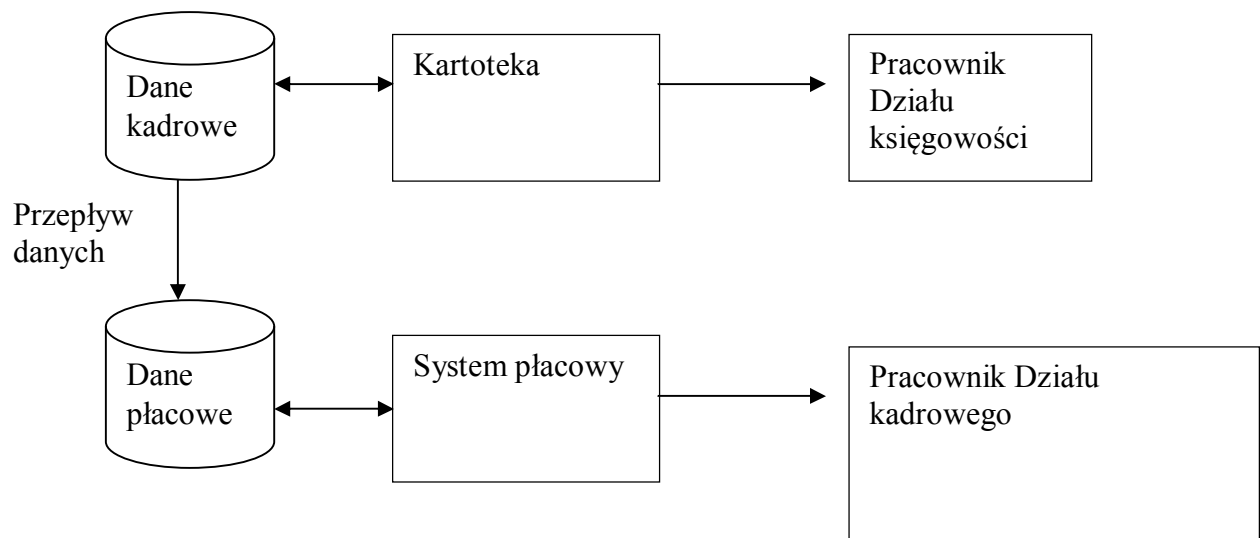 Dane
kadrowe
Kartoteka
Pracownik
Działu
księgowości
Przepływ
danych
Dane
płacowe
System płacowy
Pracownik Działu
kadrowego